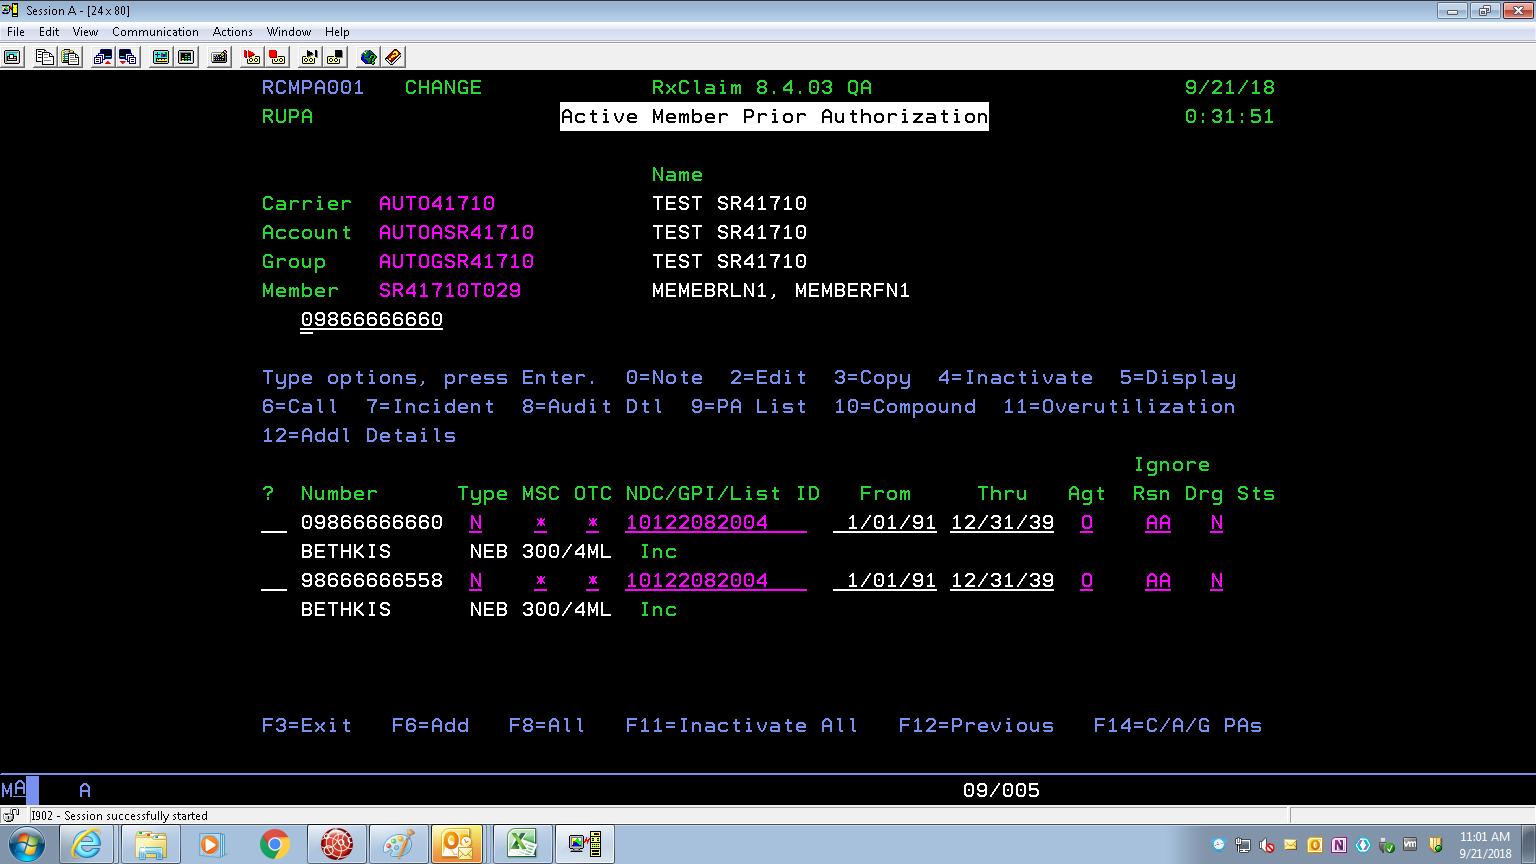 Session A - [24 x 80]
File Edit View Communication Actions Window Help
RCMPA001 CHANGE RxClaim 8.4.03 QA 9/21/18
RUPA Active Member Prior Authorization 0:31:51
Name
Carrier AUTO41710 TEST SR41710
Account AUTOASR41710 TEST SR41710
Group AUTOGSR41710 TEST SR41710
Member SR41710T029 MEMEBRLN1, MEMBERFN1
09866666660
Type options, press Enter. 0=Note 2=Edit 3=Copy 4=Inactivate 5=Display
6=Call 7=Incident 8=Audit Dtl 9=PA List 10=Compound 11=Overutilization
12=Addl Details
Ignore
? Number Type MSC OTC NDC/GPI/List ID From Thru Agt Rsn Drg Sts
__ 09866666660 N * * 10122082004___ _1/01/91 12/31/39 O AA N
BETHKIS NEB 300/4ML Inc
__ 98666666558 N * * 10122082004___ _1/01/91 12/31/39 O AA N
BETHKIS NEB 300/4ML Inc
F3=Exit F6=Add F8=All F11=Inactivate All F12=Previous F14=C/A/G PAs
MA A 09/005
I902 - Session successfully started
11:01 AM
9/21/2018